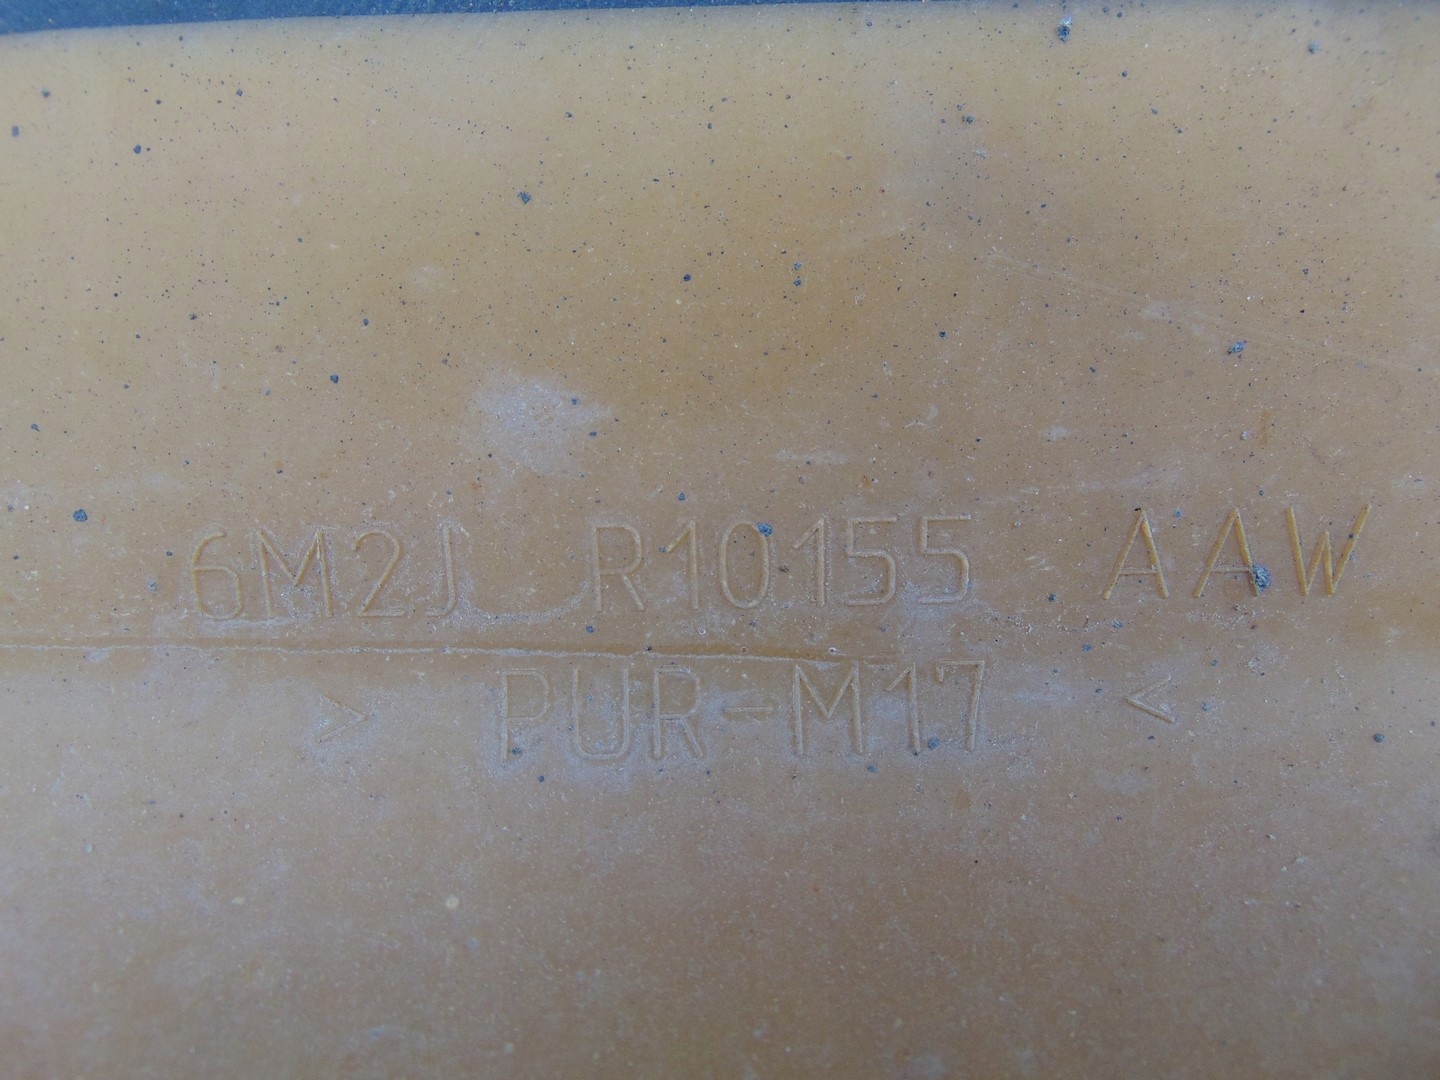 6M2J R10155 AAW
> PUR-M17 <